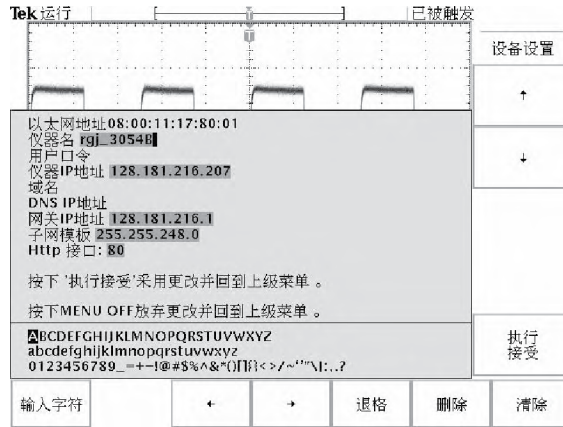 Tek 运行
已被触发
设备设置
↑
↓
以太网地址08:00:11:17:80:01
仪器名 rgj_3054B
用户口令
仪器IP地址 128.181.216.207
域名
DNS IP地址
网关IP地址 128.181.216.1
子网模板 255.255.248.0
Http 接口: 80
按下 '执行接受'采用更改并回到上级菜单 。
按下MENU OFF放弃更改并回到上级菜单 。
ABCDEFGHIJKLMNOPQRSTUVWXYZ
abcdefghijklmnopqrstuvwxyz
0123456789_=+-!@#$%^&*()[]{}<>/~‘’"\|:,.?
执行
接受
输入字符
←
→
退格
删除
清除